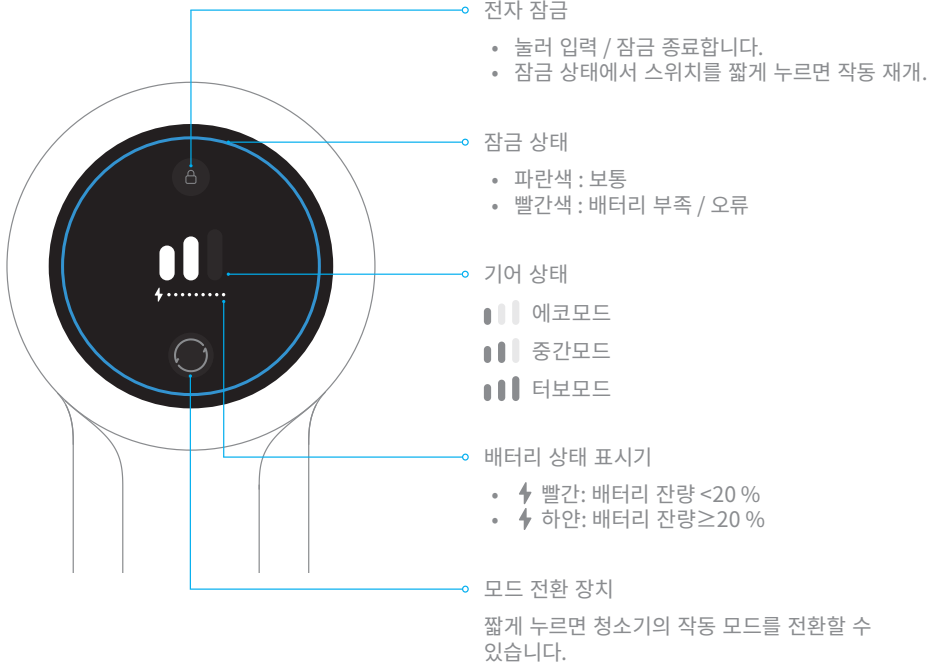 전자 잠금
• 눌러 입력 / 잠금 종료합니다.
• 잠금 상태에서 스위치를 짧게 누르면 작동 재개.
잠금 상태
• 파란색 : 보통
• 빨간색 : 배터리 부족 / 오류
기어 상태
에코모드
중간모드
터보모드
배터리 상태 표시기
• 빨간: 배터리 잔량 <20 %
• 하얀: 배터리 잔량≥20 %
모드 전환 장치
짧게 누르면 청소기의 작동 모드를 전환할 수
있습니다.